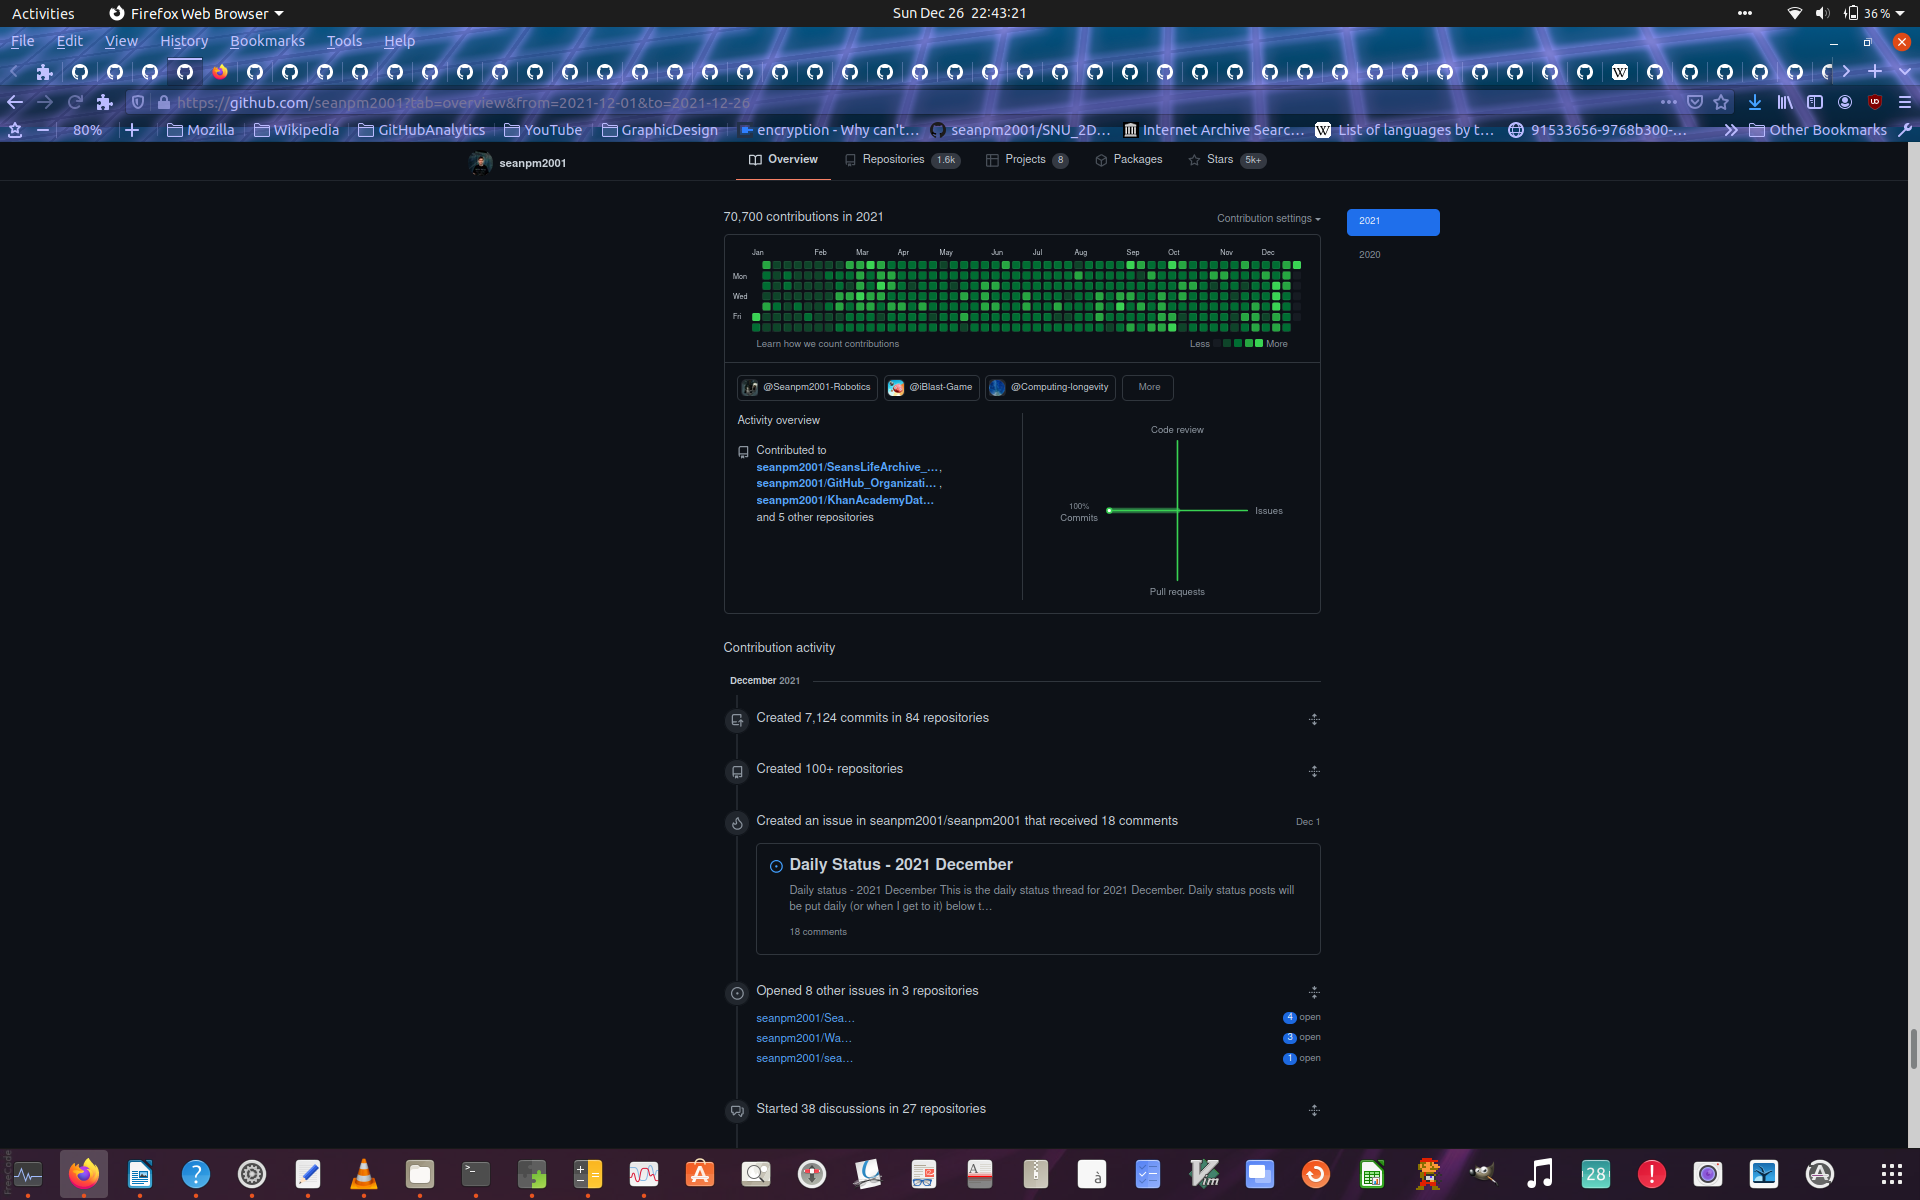 Activities Firefox Web Browser Sun Dec 26 22:43:21 36 %
File Edit View History Bookmarks Tools Help
https://github.com/seanpm2001?tab=overview&from=2021-12-01&to=2021-12-26
80% Mozilla Wikipedia GitHubAnalytics YouTube GraphicDesign encryption - Why can't… seanpm2001/SNU_2D… Internet Archive Searc… List of languages by t… 91533656-9768b300-… Other Bookmarks
seanpm2001 Overview Repositories 1.6k Projects 8 Packages Stars 5k+
70,700 contributions in 2021 Contribution settings 2021
2020
Jan Feb Mar Apr May Jun Jul Aug Sep Oct Nov Dec
Mon
Wed
Fri
Learn how we count contributions Less More
@Seanpm2001-Robotics @iBlast-Game @Computing-longevity More
Activity overview
Code review
Contributed to
seanpm2001/SeansLifeArchive_…,
seanpm2001/GitHub_Organizati… ,
seanpm2001/KhanAcademyDat…
and 5 other repositories
100%
Commits
Issues
Pull requests
Contribution activity
December 2021
Created 7,124 commits in 84 repositories
Created 100+ repositories
Created an issue in seanpm2001/seanpm2001 that received 18 comments Dec 1
Daily Status - 2021 December
Daily status - 2021 December This is the daily status thread for 2021 December. Daily status posts will
be put daily (or when I get to it) below t…
18 comments
Opened 8 other issues in 3 repositories
seanpm2001/Sea… 4 open
seanpm2001/Wa… 3 open
seanpm2001/sea… 1 open
Started 38 discussions in 27 repositories
FreeCode
28